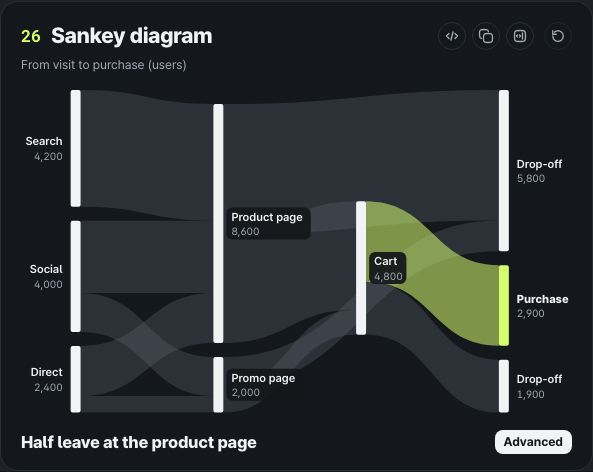 26 Sankey diagram
From visit to purchase (users)
Search
4,200
Social
4,000
Direct
2,400
Product page
8,600
Promo page
2,000
Cart
4,800
Drop-off
5,800
Purchase
2,900
Drop-off
1,900
Half leave at the product page
Advanced